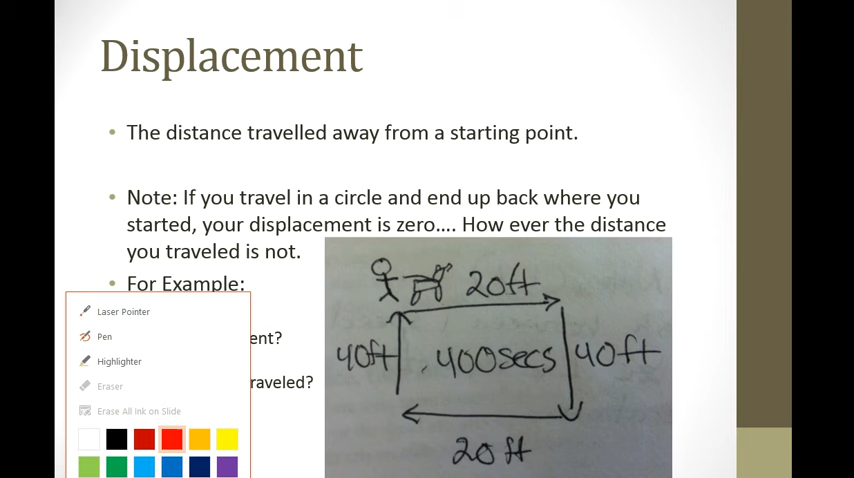 Displacement
• The distance travelled away from a starting point.
• Note: If you travel in a circle and end up back where you
started, your displacement is zero.... How ever the distance
you traveled is not.
• For Example:
Laser Pointer
Pen
ent?
Highlighter
raveled?
Eraser
Erase All Ink on Slide
20ft
40ft
400secs
40ft
20ft